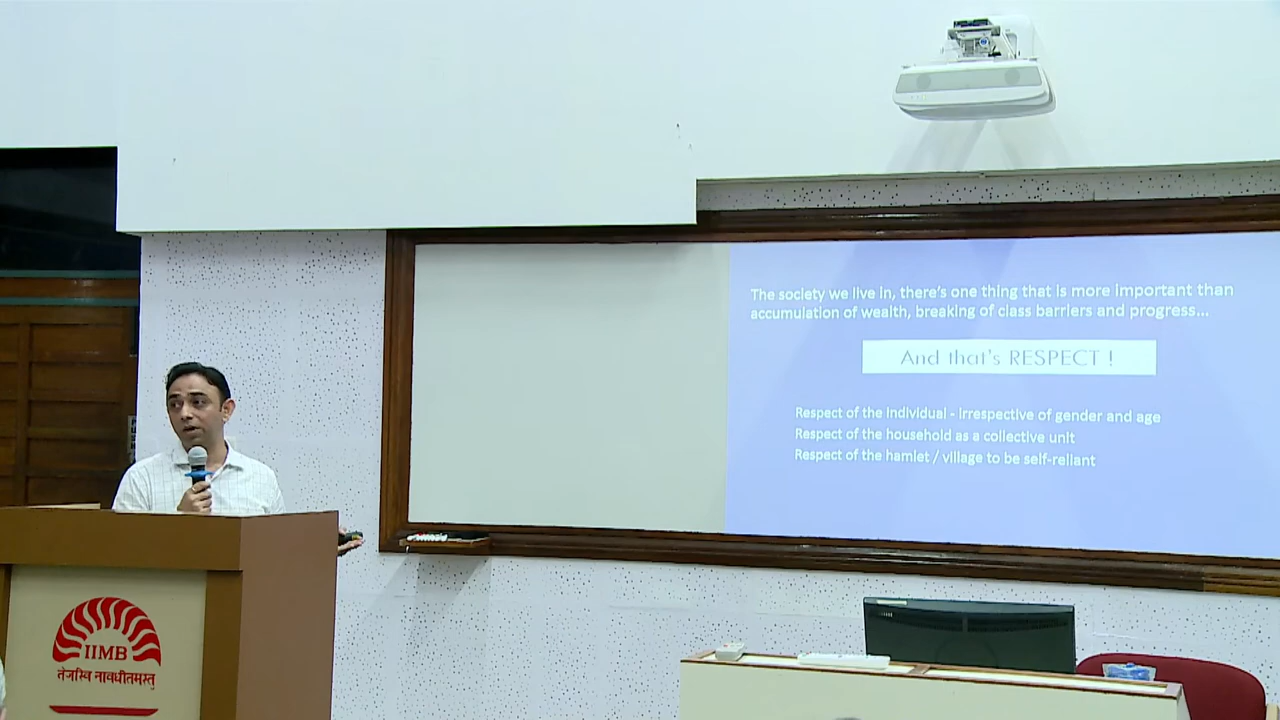 The society we live in, there's one thing that is more important than
accumulation of wealth, breaking of class barriers and progress...
And that's RESPECT !
Respect of the individual - irrespective of gender and age
Respect of the household as a collective unit
Respect of the hamlet / village to be self-reliant
IIMB
तेजस्वि नावधीतमस्तु